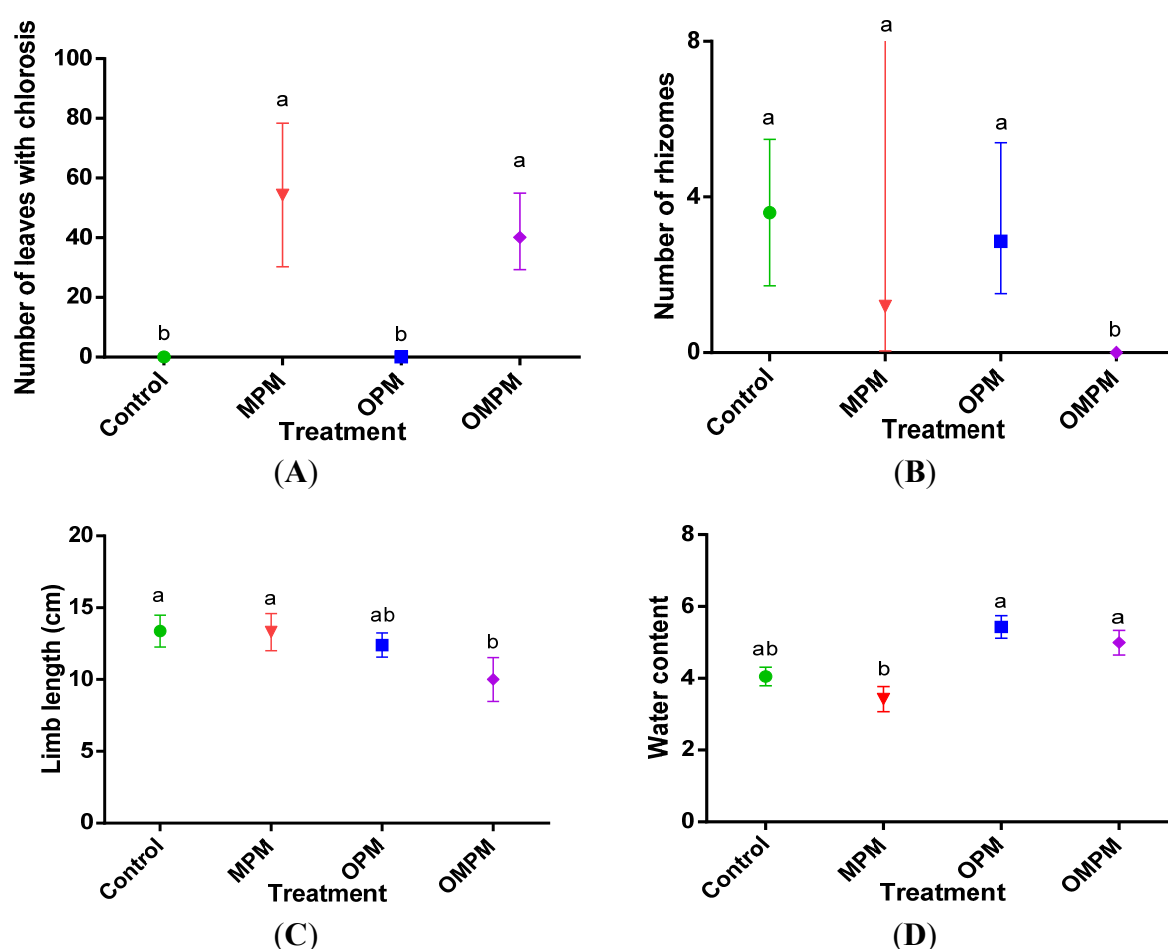 Number of leaves with chlorosis
100
80
60
40
20
0
a
a
b
b
Control
MPM
OPM
OMPM
Treatment
(A)
Number of rhizomes
8
4
0
a
a
a
b
Control
MPM
OPM
OMPM
Treatment
(B)
Limb length (cm)
20
15
10
5
0
a
a
ab
b
Control
MPM
OPM
OMPM
Treatment
(C)
Water content
8
6
4
2
0
ab
b
a
a
Control
MPM
OPM
OMPM
Treatment
(D)